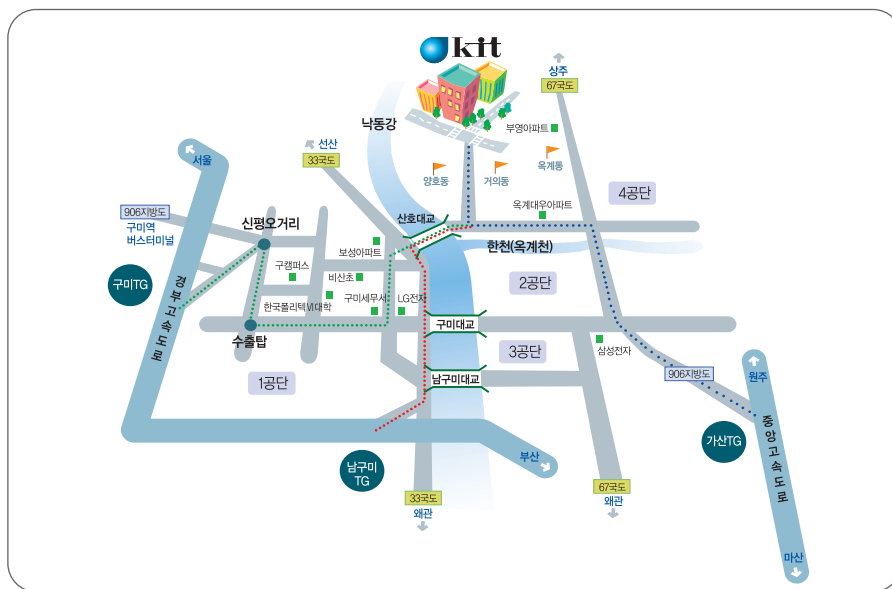 kit
상주
67국도
낙동강
부영아파트
선산
33국도
서울
양호동
거의동
옥계동
4공단
906지방도
구미역
버스터미널
신평오거리
산호대교
옥계대우아파트
보성아파트
한천(옥계천)
구캠퍼스
비산초
2공단
구미TG
한국폴리텍Ⅵ대학
구미세무서
LG전자
경부고속도로
수출탑
구미대교
3공단
삼성전자
1공단
남구미대교
906지방도
원주
중앙고속도로
가산TG
남구미
TG
부산
33국도
왜관
67국도
왜관
마산